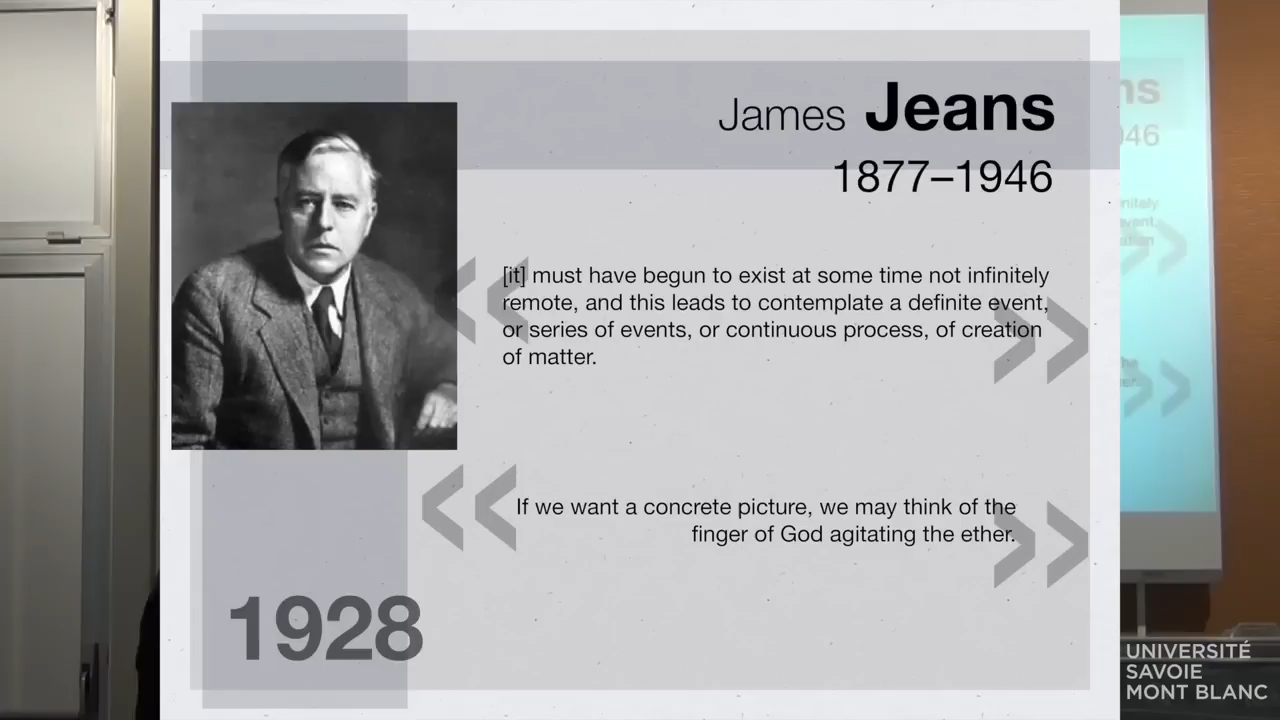 James Jeans
1877–1946
[it] must have begun to exist at some time not infinitely
remote, and this leads to contemplate a definite event,
or series of events, or continuous process, of creation
of matter.
If we want a concrete picture, we may think of the
finger of God agitating the ether.
1928
UNIVERSITÉ
SAVOIE
MONT BLANC